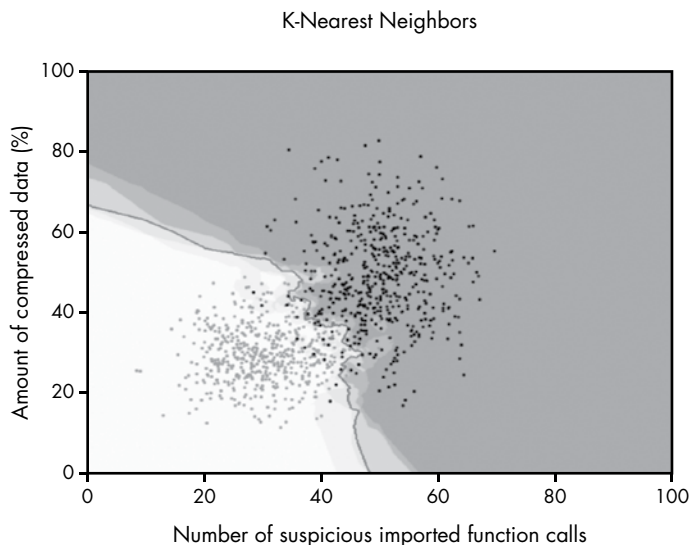 K-Nearest Neighbors
Amount of compressed data (%)
100
80
60
40
20
0
0 20 40 60 80 100
Number of suspicious imported function calls